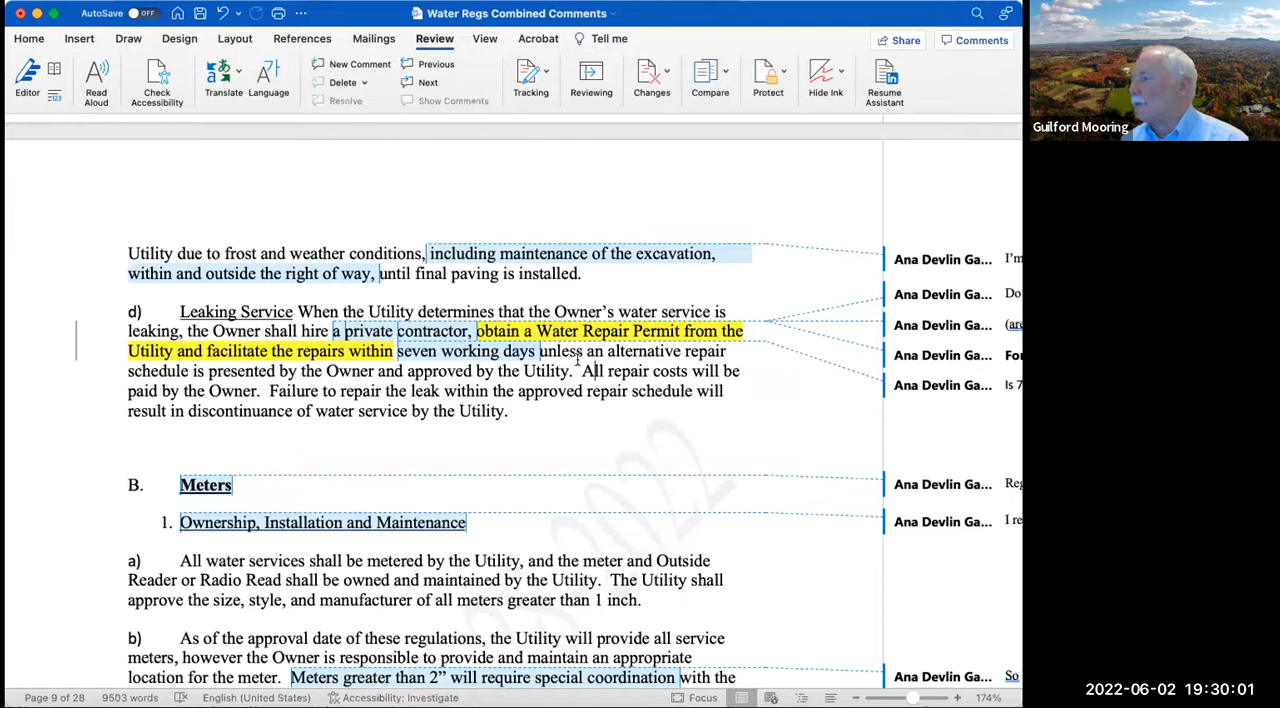 AutoSave OFF
Water Regs Combined Comments
Home Insert Draw Design Layout References Mailings Review View Acrobat Tell me
Share Comments
Editor
Read Aloud
Check Accessibility
Translate Language
New Comment
Delete
Resolve
Previous
Next
Show Comments
Tracking
Reviewing
Changes
Compare
Protect
Hide Ink
Resume Assistant
Guilford Mooring
Utility due to frost and weather conditions, including maintenance of the excavation,
within and outside the right of way, until final paving is installed.
d) Leaking Service When the Utility determines that the Owner's water service is
leaking, the Owner shall hire a private contractor, obtain a Water Repair Permit from the
Utility and facilitate the repairs within seven working days unless an alternative repair
schedule is presented by the Owner and approved by the Utility. All repair costs will be
paid by the Owner. Failure to repair the leak within the approved repair schedule will
result in discontinuance of water service by the Utility.
B. Meters
1. Ownership, Installation and Maintenance
a) All water services shall be metered by the Utility, and the meter and Outside
Reader or Radio Read shall be owned and maintained by the Utility. The Utility shall
approve the size, style, and manufacturer of all meters greater than 1 inch.
b) As of the approval date of these regulations, the Utility will provide all service
meters, however the Owner is responsible to provide and maintain an appropriate
location for the meter. Meters greater than 2” will require special coordination with the
Ana Devlin Ga... I'm
Ana Devlin Ga... Do
Ana Devlin Ga... (are
Ana Devlin Ga... For
Ana Devlin Ga... Is 7
Ana Devlin Ga... Reg
Ana Devlin Ga... I re
Ana Devlin Ga... So
2022
Page 9 of 28 9503 words English (United States) Accessibility: Investigate Focus 174%
2022-06-02 19:30:01